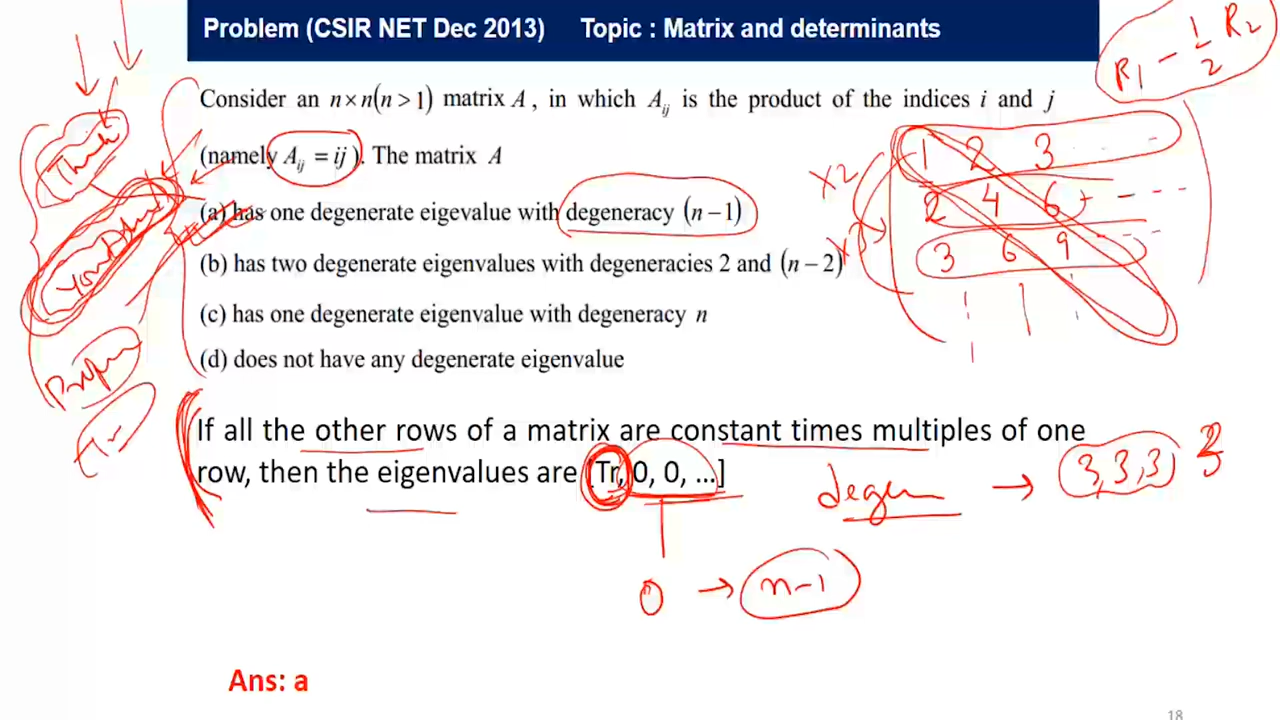 Problem (CSIR NET Dec 2013) Topic : Matrix and determinants
R1 - 1/2 R2
Consider an n×n(n > 1) matrix A , in which Aij is the product of the indices i and j
(namely Aij = ij). The matrix A
(a) has one degenerate eigevalue with degeneracy (n−1)
(b) has two degenerate eigenvalues with degeneracies 2 and (n−2)
(c) has one degenerate eigenvalue with degeneracy n
(d) does not have any degenerate eigenvalue
1 2 3 - -
2 4 6 - - -
3 6 9 - - -
×2
×3
If all the other rows of a matrix are constant times multiples of one
row, then the eigenvalues are [Tr, 0, 0, ...]
degen → 3, 3, 3 3
0 → n-1
Ans: a
18